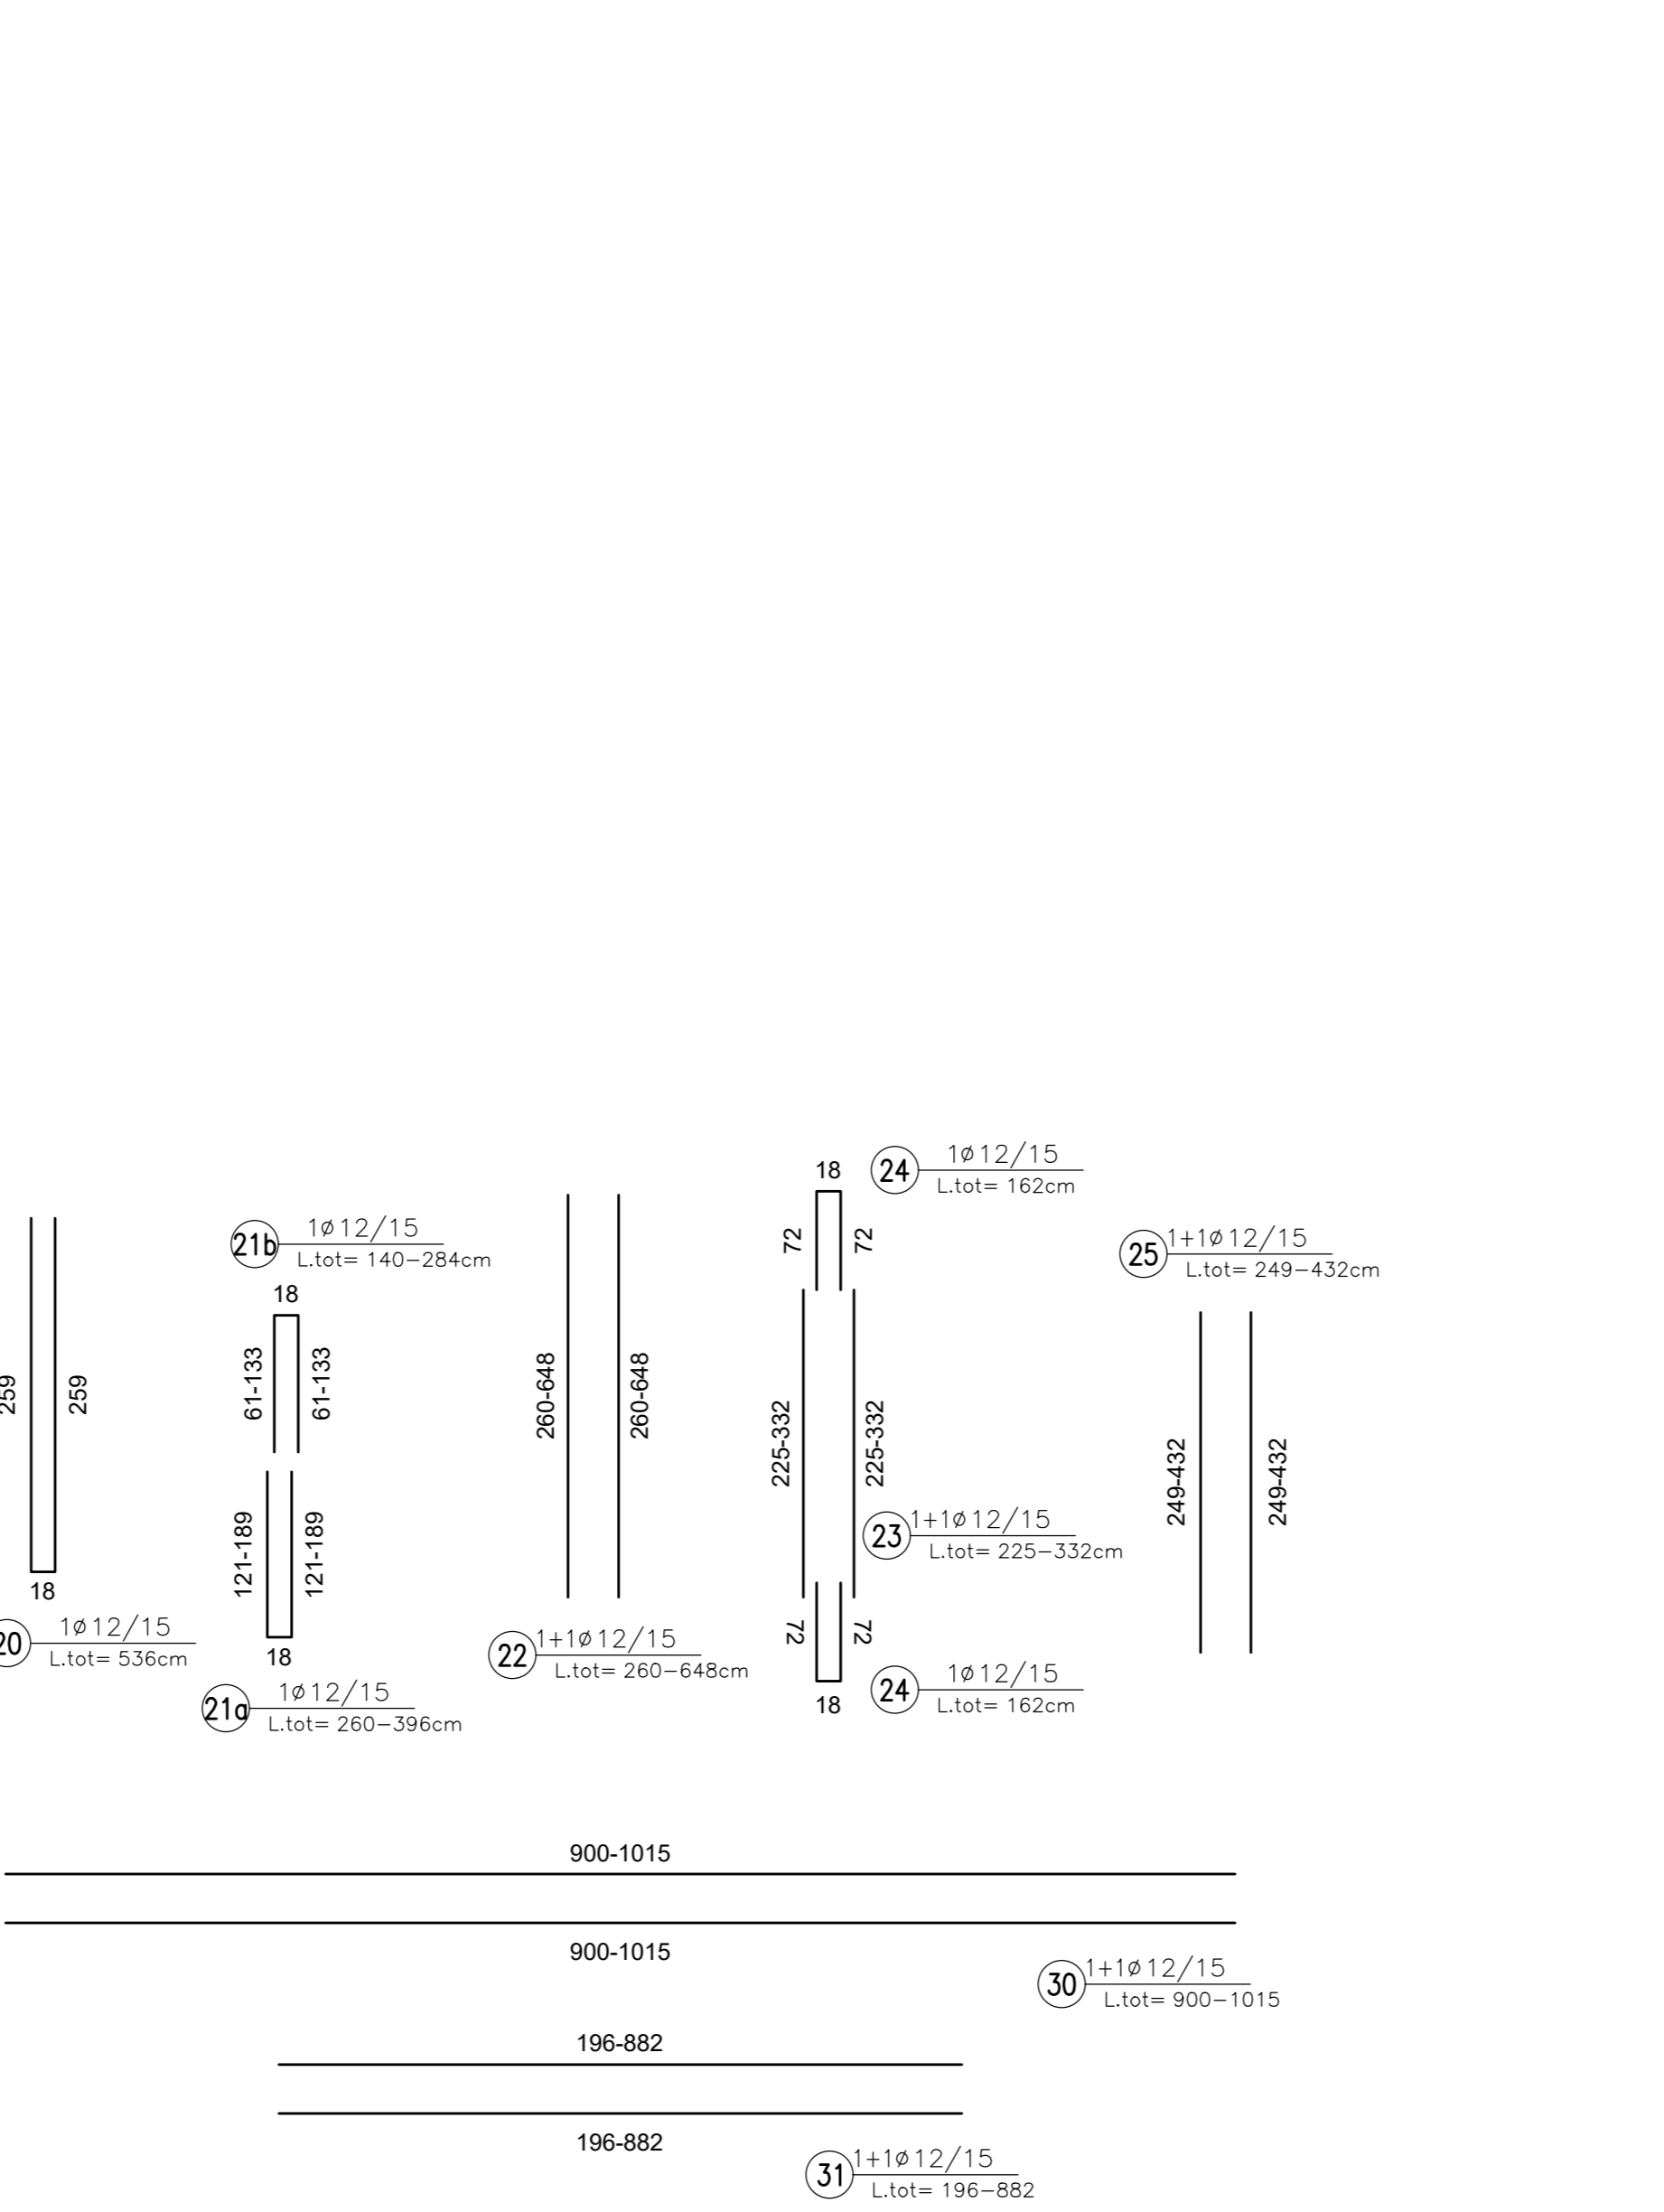 18
24
1ø12/15
L.tot= 162cm
72
72
21b
1ø12/15
L.tot= 140-284cm
18
25
1+1ø12/15
L.tot= 249-432cm
259
259
61-133
61-133
260-648
260-648
225-332
225-332
249-432
249-432
121-189
121-189
23
1+1ø12/15
L.tot= 225-332cm
18
20
1ø12/15
L.tot= 536cm
18
21a
1ø12/15
L.tot= 260-396cm
22
1+1ø12/15
L.tot= 260-648cm
72
72
24
1ø12/15
L.tot= 162cm
18
900-1015
900-1015
30
1+1ø12/15
L.tot= 900-1015
196-882
196-882
31
1+1ø12/15
L.tot= 196-882